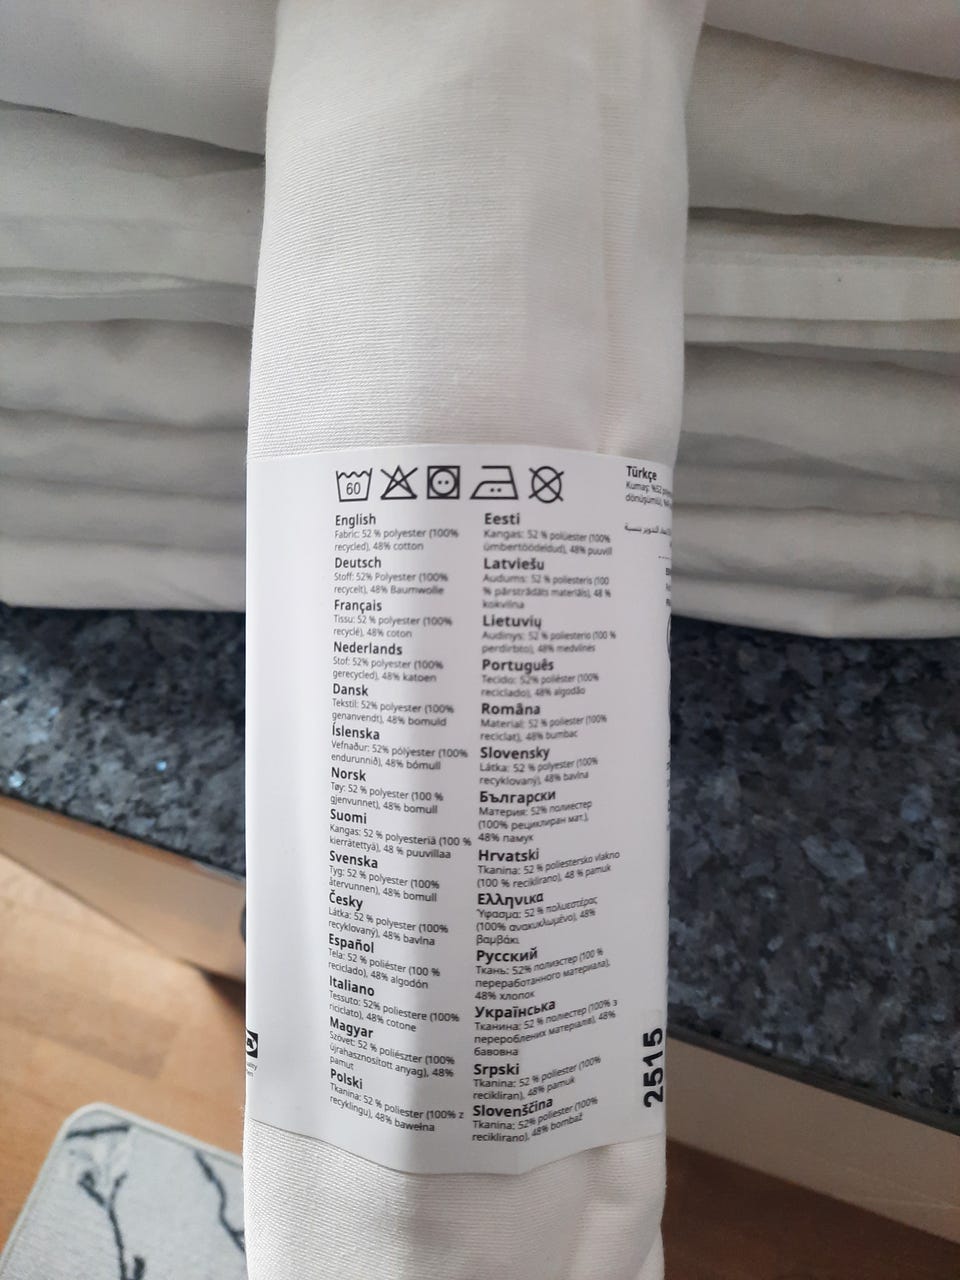 60
English
Fabric: 52 % polyester (100%
recycled), 48% cotton
Deutsch
Stoff: 52% Polyester (100%
recycelt), 48% Baumwolle
Français
Tissu: 52% polyester (100%
recyclé), 48% coton
Nederlands
Stof: 52% polyester (100%
gerecycled), 48% katoen
Dansk
Tekstil: 52% polyester (100%
genanvendt), 48% bomuld
Íslenska
Vefnaður: 52% pólýester (100%
endurunnið), 48% bómull
Norsk
Tøy: 52% polyester (100 %
gjenvunnet), 48% bomull
Suomi
Kangas: 52 % polyesteriä (100 %
kierrätettyä), 48 % puuvillaa
Svenska
Tyg: 52 % polyester (100%
återvunnen), 48% bomull
Česky
Látka: 52 % polyester (100%
recyklovaný), 48% bavlna
Español
Tela: 52 % poliéster (100 %
reciclado), 48% algodón
Italiano
Tessuto: 52% poliestere (100%
riciclato), 48% cotone
Magyar
Szövet: 52 % poliészter (100%
újrahasznosított anyag), 48%
pamut
Polski
Tkanina: 52 % poliester (100% z
recyklingu), 48% bawełna
Eesti
Kangas: 52 % polüester (100%
ümbertöödeldud), 48% puuvill
Latviešu
Audums: 52 % poliesteris (100
% pārstrādāts materiāls), 48 %
kokvilna
Lietuvių
Audinys: 52 % poliesterio (100 %
perdirbto), 48% medvilnės
Português
Tecido: 52% poliéster (100%
reciclado), 48% algodão
Româna
Material: 52 % poliester (100%
reciclat), 48% bumbac
Slovensky
Látka: 52 % polyester (100%
recyklovaný), 48% bavlna
Български
Материя: 52% полиестер
(100% рециклиран мат.),
48% памук
Hrvatski
Tkanina: 52 % poliestersko vlakno
(100 % reciklirano), 48 % pamuk
Ελληνικα
Ύφασμα: 52 % πολυεστέρας
(100% ανακυκλωμένο), 48%
βαμβάκι
Русский
Ткань: 52% полиэстер (100 %
переработанного материала),
48% хлопок
Українська
Тканина: 52 % поліестер (100% з
перероблених матеріалів), 48%
бавовна
Srpski
Tkanina: 52 % poliester (100%
recikliran), 48% pamuk
Slovenščina
Tkanina: 52% poliester (100%
reciklirano), 48% bombaž
Türkçe
Kumaş: %52
2515